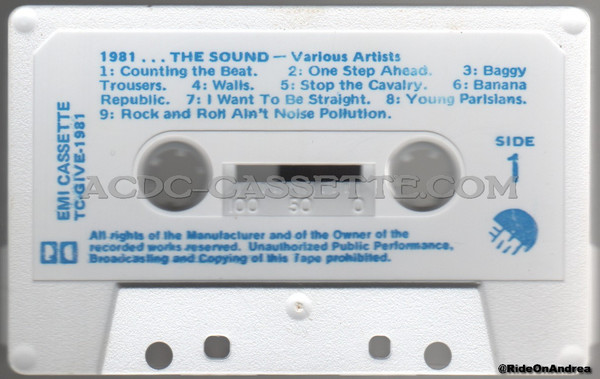 1981 . . . THE SOUND — Various Artists
1: Counting the Beat. 2: One Step Ahead. 3: Baggy
Trousers. 4: Walls. 5: Stop the Cavalry. 6: Banana
Republic. 7: I Want To Be Straight. 8: Young Parisians.
9: Rock and Roll Ain't Noise Pollution.
EMI CASSETTE
TC-GIVE-1981
SIDE
1
ACDC-CASSETTE.COM
100 50 0
EMI
All rights of the Manufacturer and of the Owner of the
recorded works reserved. Unauthorized Public Performance,
Broadcasting and Copying of this Tape prohibited.
@RideOnAndrea